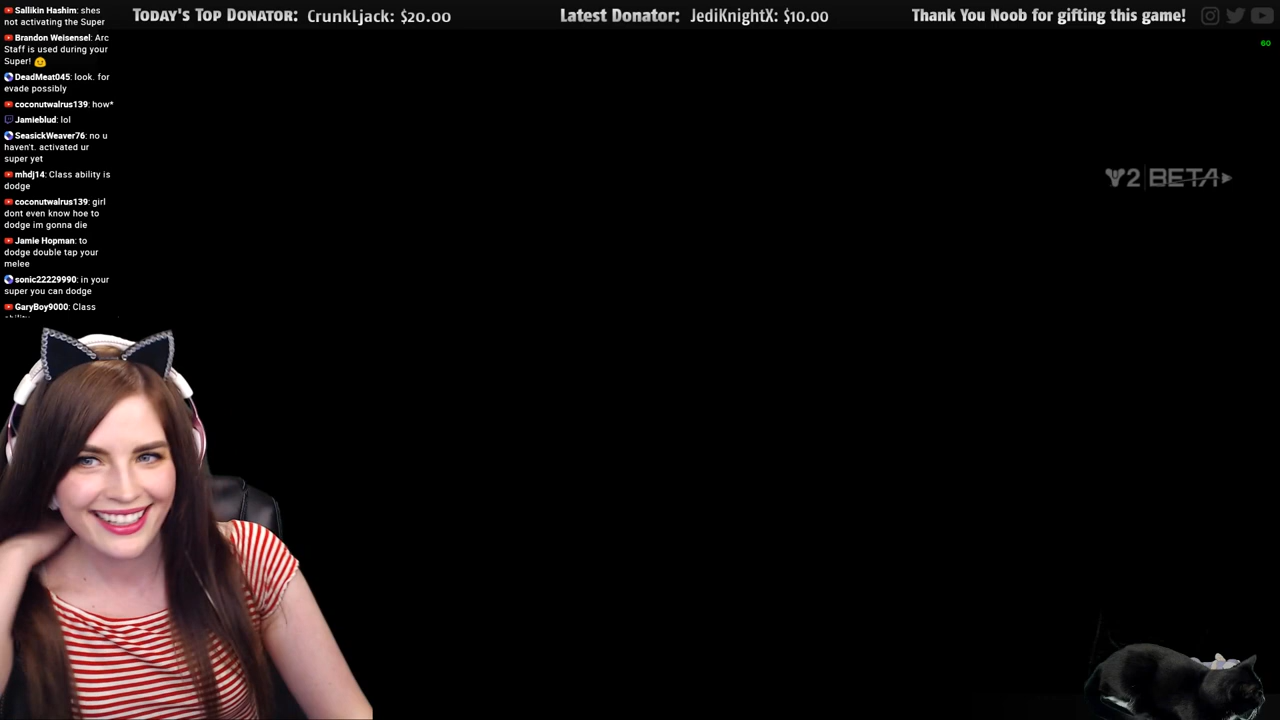 Today's Top Donator: CrunkLjack: $20.00
Latest Donator: JediKnightX: $10.00
Thank You Noob for gifting this game!
60
Sallikin Hashim: shes
not activating the Super
Brandon Weisensel: Arc
Staff is used during your
Super!
DeadMeat045: look. for
evade possibly
coconutwalrus139: how*
Jamieblud: lol
SeasickWeaver76: no u
haven't. activated ur
super yet
mhdj14: Class ability is
dodge
coconutwalrus139: girl
dont even know hoe to
dodge im gonna die
Jamie Hopman: to
dodge double tap your
melee
sonic22229990: in your
super you can dodge
GaryBoy9000: Class
2 BETA